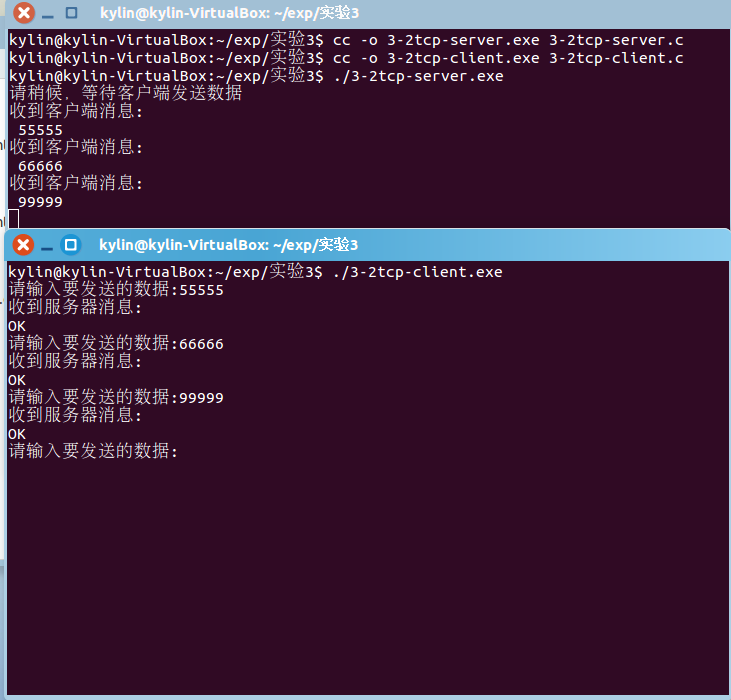 kylin@kylin-VirtualBox: ~/exp/实验3
kylin@kylin-VirtualBox:~/exp/实验3$ cc -o 3-2tcp-server.exe 3-2tcp-server.c
kylin@kylin-VirtualBox:~/exp/实验3$ cc -o 3-2tcp-client.exe 3-2tcp-client.c
kylin@kylin-VirtualBox:~/exp/实验3$ ./3-2tcp-server.exe
请稍候，等待客户端发送数据
收到客户端消息：
55555
收到客户端消息：
66666
收到客户端消息：
99999
kylin@kylin-VirtualBox: ~/exp/实验3
kylin@kylin-VirtualBox:~/exp/实验3$ ./3-2tcp-client.exe
请输入要发送的数据:55555
收到服务器消息：
OK
请输入要发送的数据:66666
收到服务器消息：
OK
请输入要发送的数据:99999
收到服务器消息：
OK
请输入要发送的数据: